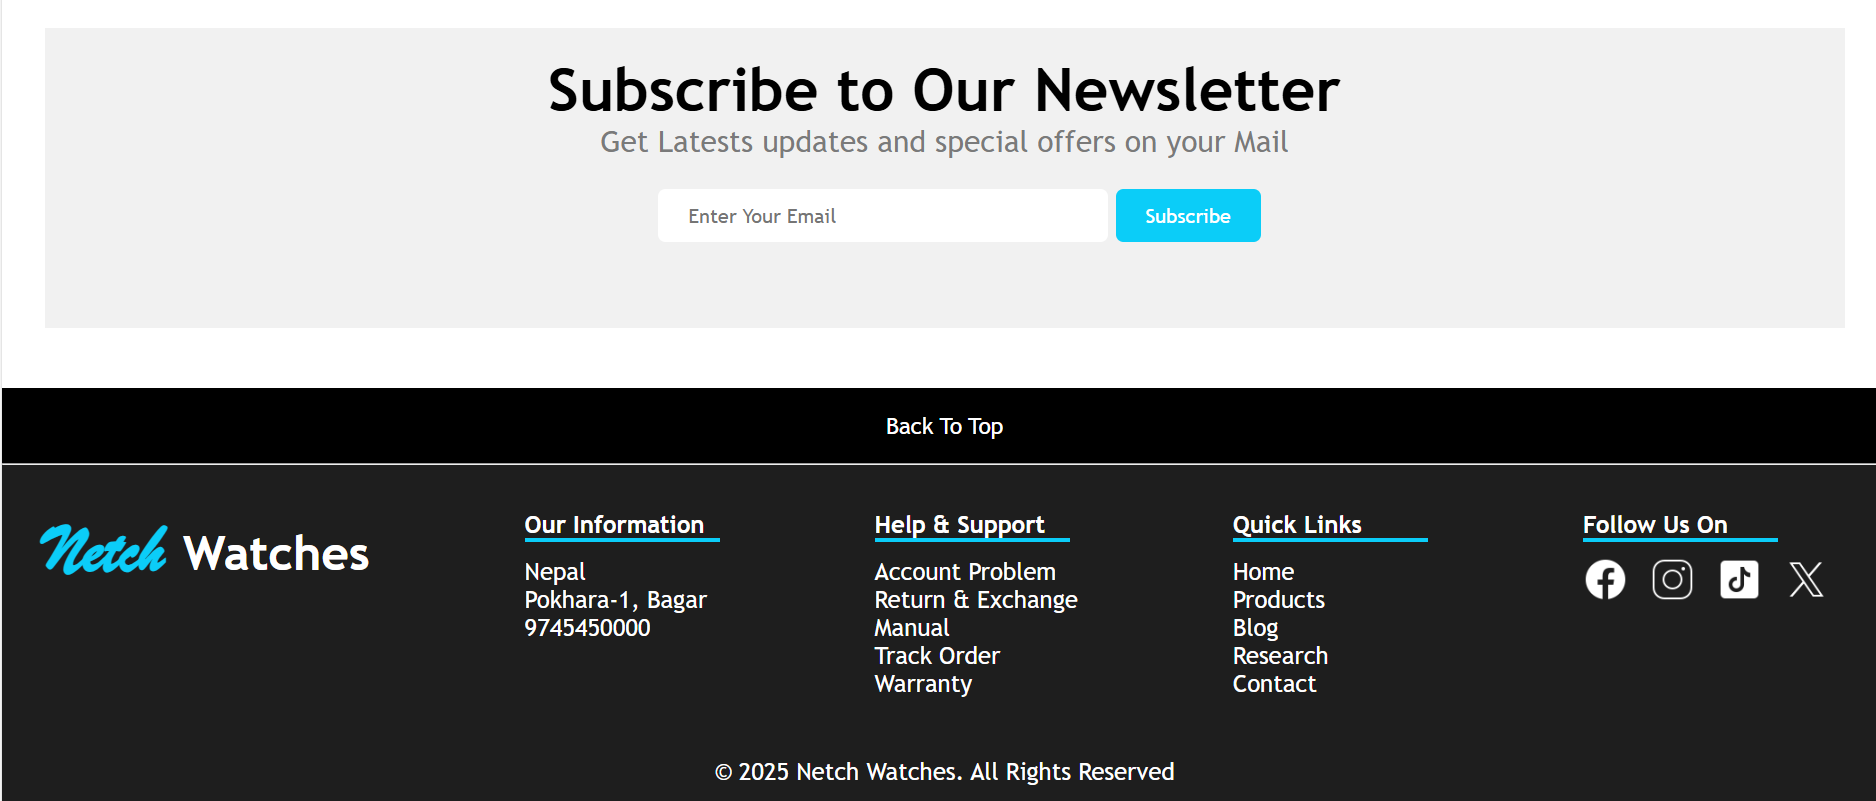 Subscribe to Our Newsletter
Get Latests updates and special offers on your Mail
Enter Your Email
Subscribe
Back To Top
Netch Watches
Our Information
Nepal
Pokhara-1, Bagar
9745450000
Help & Support
Account Problem
Return & Exchange
Manual
Track Order
Warranty
Quick Links
Home
Products
Blog
Research
Contact
Follow Us On
© 2025 Netch Watches. All Rights Reserved